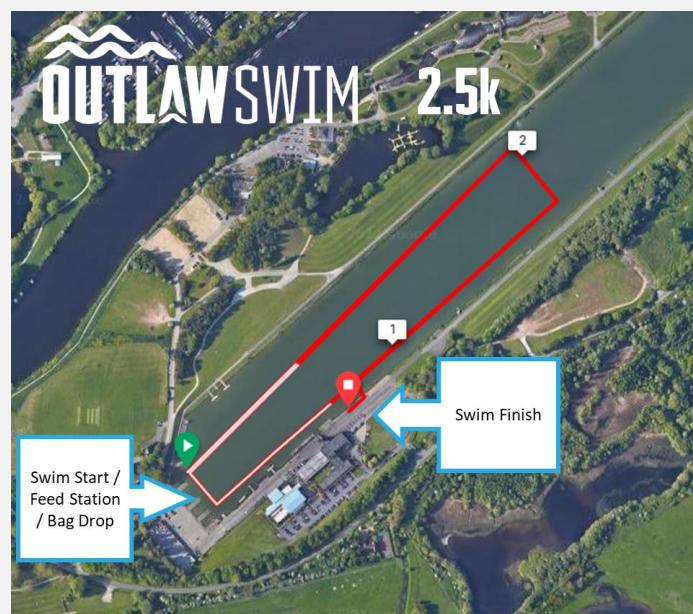 OUTLAWSWIM 2.5k
2
1
Swim Finish
Swim Start /
Feed Station
/ Bag Drop